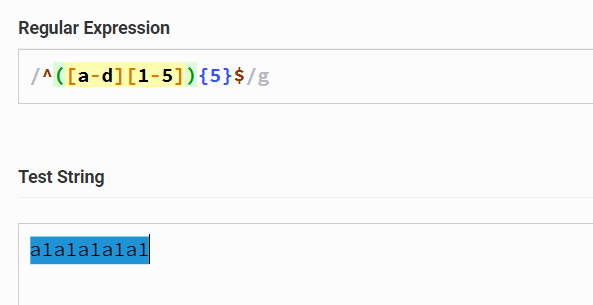 Regular Expression
/^([a-d][1-5]){5}$/g
Test String
a1a1a1a1a1